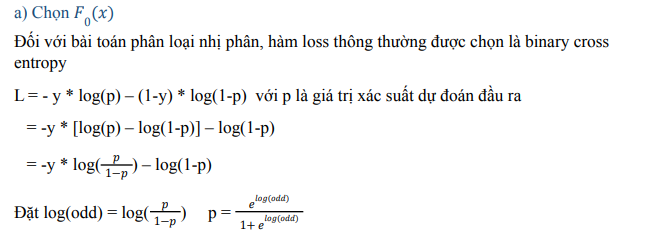 a) Chọn F₀(x)
Đối với bài toán phân loại nhị phân, hàm loss thông thường được chọn là binary cross
entropy
L = - y * log(p) – (1-y) * log(1-p) với p là giá trị xác suất dự đoán đầu ra
= -y * [log(p) – log(1-p)] – log(1-p)
= -y * log(\frac{p}{1-p}) – log(1-p)
Đặt log(odd) = log(\frac{p}{1-p}) p = \frac{e^{log(odd)}}{1+ e^{log(odd)}}